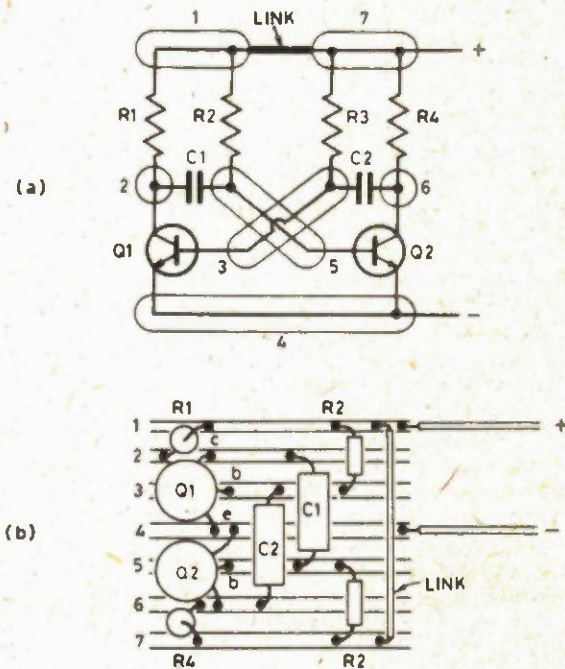 1 LINK 7
+
R1 R2 R3 R4
C1 C2
(a) 2 6
Q1 3 5 Q2
-
4
R1 R2
1 +
c
2
b
3 Q1
C1
e
(b) 4 -
C2
5
Q2 b
LINK
6
7
R4 R2